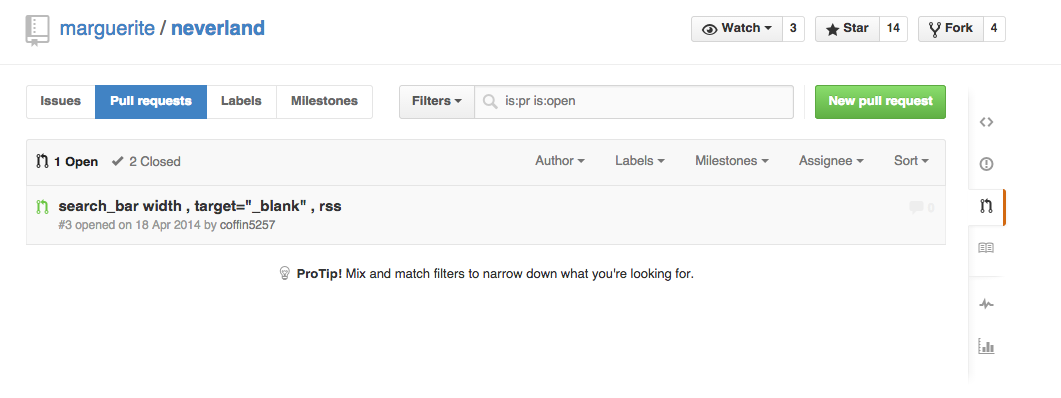 marguerite / neverland
Watch 3 Star 14 Fork 4
Issues Pull requests Labels Milestones Filters is:pr is:open New pull request
1 Open 2 Closed Author Labels Milestones Assignee Sort
search_bar width , target="_blank" , rss 0
#3 opened on 18 Apr 2014 by coffin5257
ProTip! Mix and match filters to narrow down what you're looking for.